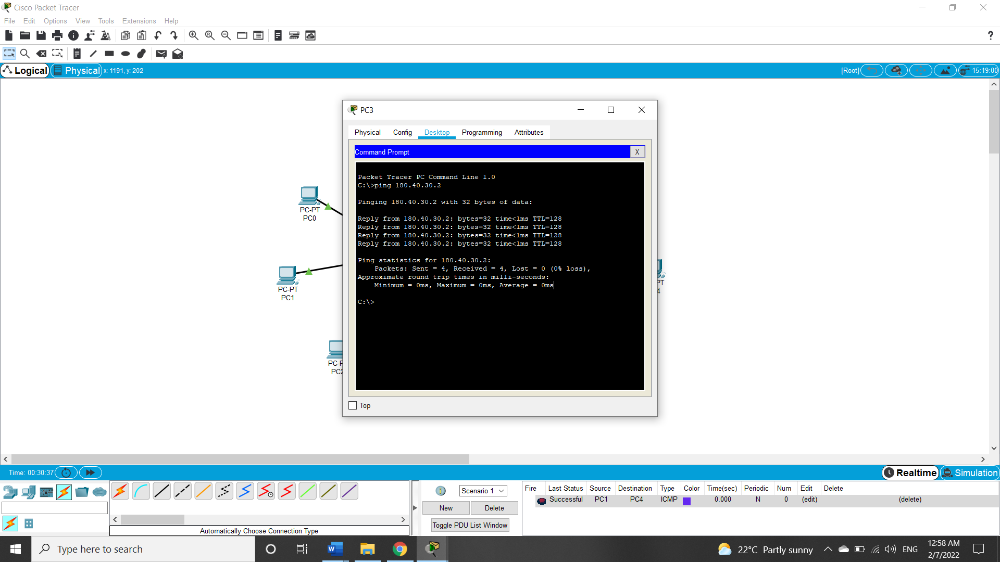 Cisco Packet Tracer
File Edit Options View Tools Extensions Help
?
Logical Physical x: 1191, y: 202 [Root] 15:19:00
PC3
Physical Config Desktop Programming Attributes
Command Prompt X
Packet Tracer PC Command Line 1.0
C:\>ping 180.40.30.2
Pinging 180.40.30.2 with 32 bytes of data:
Reply from 180.40.30.2: bytes=32 time<1ms TTL=128
Reply from 180.40.30.2: bytes=32 time<1ms TTL=128
Reply from 180.40.30.2: bytes=32 time<1ms TTL=128
Reply from 180.40.30.2: bytes=32 time<1ms TTL=128
Ping statistics for 180.40.30.2:
Packets: Sent = 4, Received = 4, Lost = 0 (0% loss),
Approximate round trip times in milli-seconds:
Minimum = 0ms, Maximum = 0ms, Average = 0ms
C:\>
Top
PC-PT
PC0
PC-PT
PC1
PC-P
PC2
PT
4
Time: 00:30:37 Realtime Simulation
Scenario 1
New Delete
Toggle PDU List Window
Automatically Choose Connection Type
Fire Last Status Source Destination Type Color Time(sec) Periodic Num Edit Delete
Successful PC1 PC4 ICMP 0.000 N 0 (edit) (delete)
Type here to search
22°C Partly sunny ENG 12:58 AM
2/7/2022